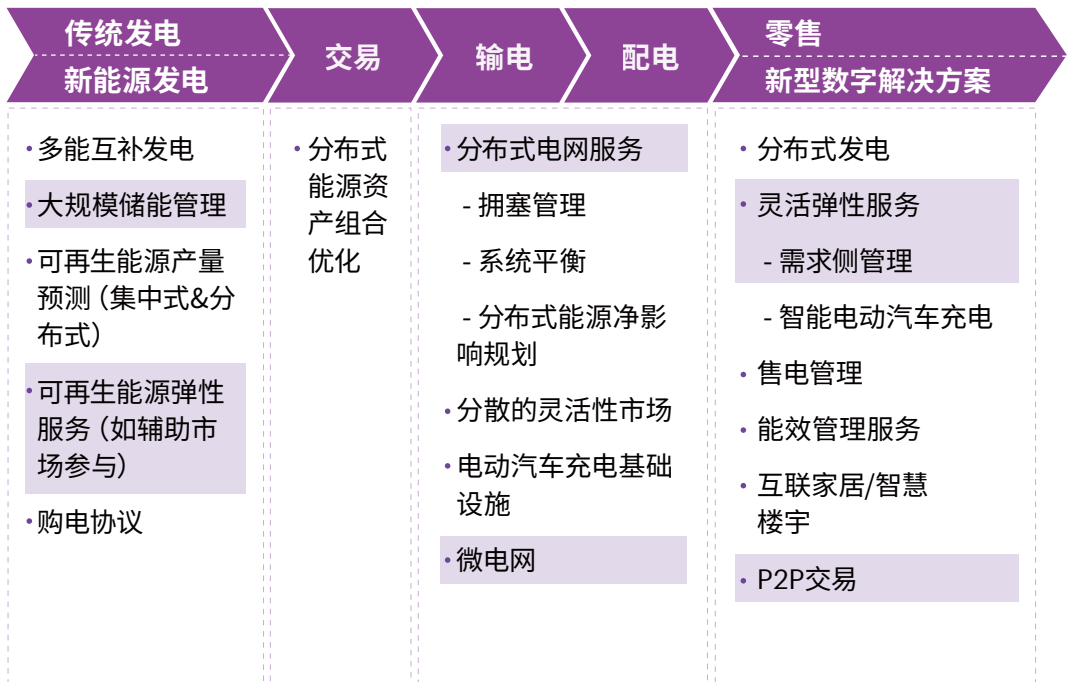 传统发电
新能源发电
交易
输电
配电
零售
新型数字解决方案
·多能互补发电
·大规模储能管理
·可再生能源产量
预测（集中式&分
布式）
·可再生能源弹性
服务（如辅助市
场参与）
·购电协议
·分布式
能源资
产组合
优化
·分布式电网服务
- 拥塞管理
- 系统平衡
- 分布式能源净影
响规划
·分散的灵活性市场
·电动汽车充电基础
设施
·微电网
· 分布式发电
· 灵活弹性服务
- 需求侧管理
- 智能电动汽车充电
· 售电管理
· 能效管理服务
· 互联家居/智慧
楼宇
· P2P交易